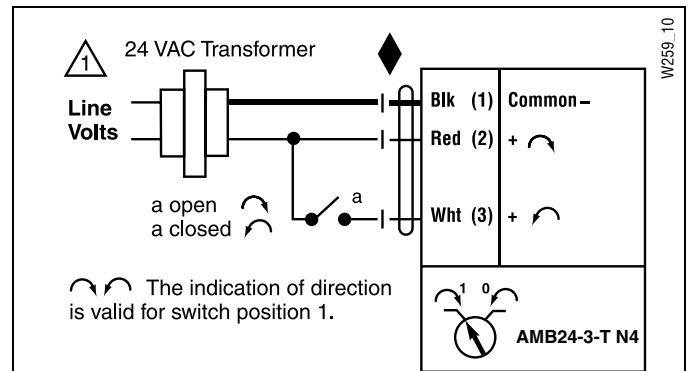 W259_10
1
24 VAC Transformer
Line
Volts
Blk (1) Common –
Red (2) +
a
a open
a closed
Wht (3) +
The indication of direction
is valid for switch position 1.
1 0
AMB24-3-T N4